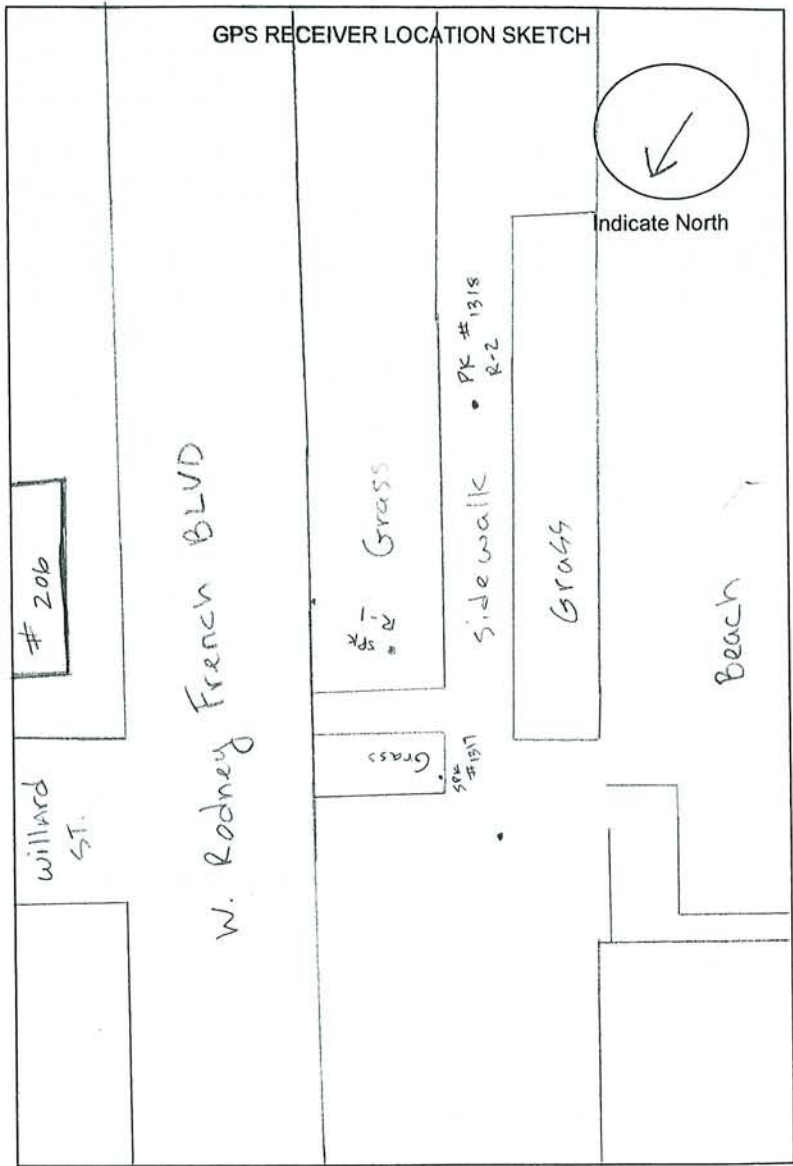 GPS RECEIVER LOCATION SKETCH
Indicate North
# 206
Willard
ST.
W. Rodney French BLVD
Grass
SPK
R-1
Sidewalk
PK #1318
R-2
Grass
Grass
SPK
#1317
Beach